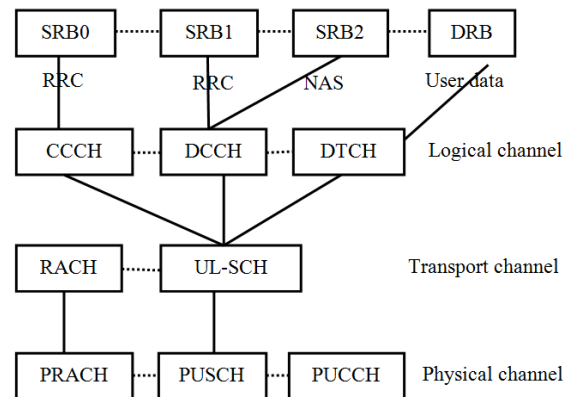 SRB0 SRB1 SRB2 DRB
RRC RRC NAS User data
CCCH DCCH DTCH Logical channel
RACH UL-SCH Transport channel
PRACH PUSCH PUCCH Physical channel